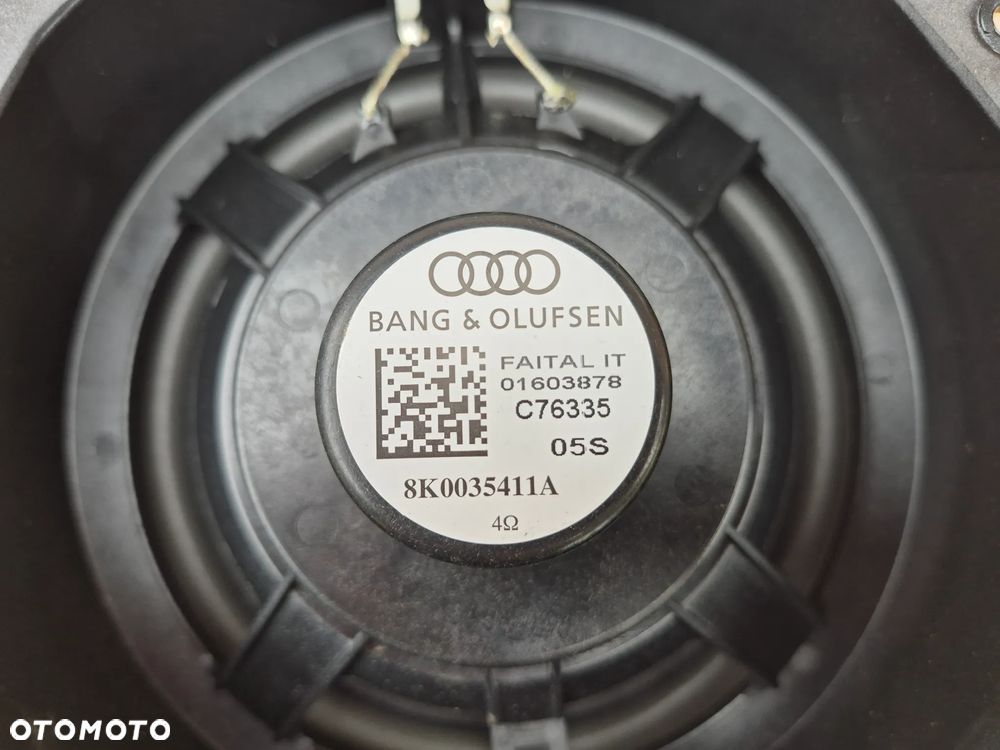 BANG & OLUFSEN
FAITAL IT
01603878
C76335
05S
8K0035411A
4Ω
OTOMOTO